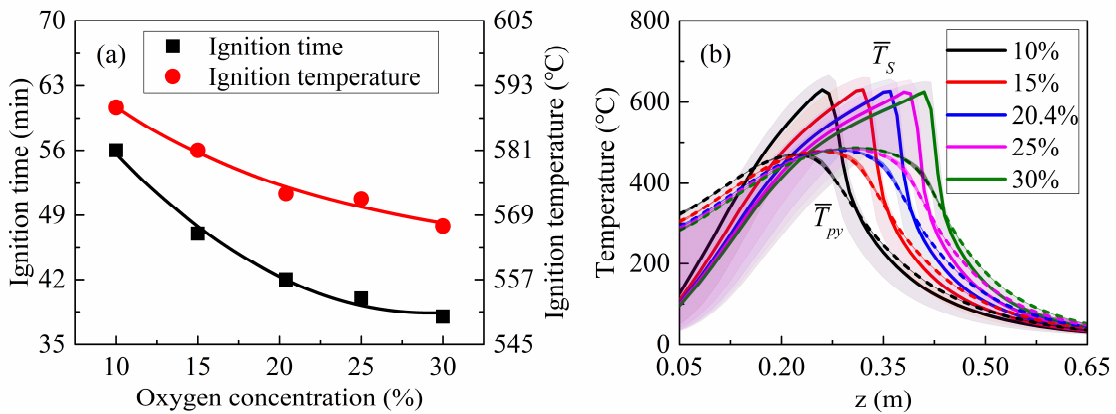 (a)
Ignition time
Ignition temperature
70
63
56
49
42
35
Ignition time (min)
605
593
581
569
557
545
Ignition temperature (℃)
10
15
20
25
30
Oxygen concentration (%)
(b)
T̅S
T̅py
10%
15%
20.4%
25%
30%
800
600
400
200
0
Temperature (℃)
0.05
0.20
0.35
0.50
0.65
z (m)